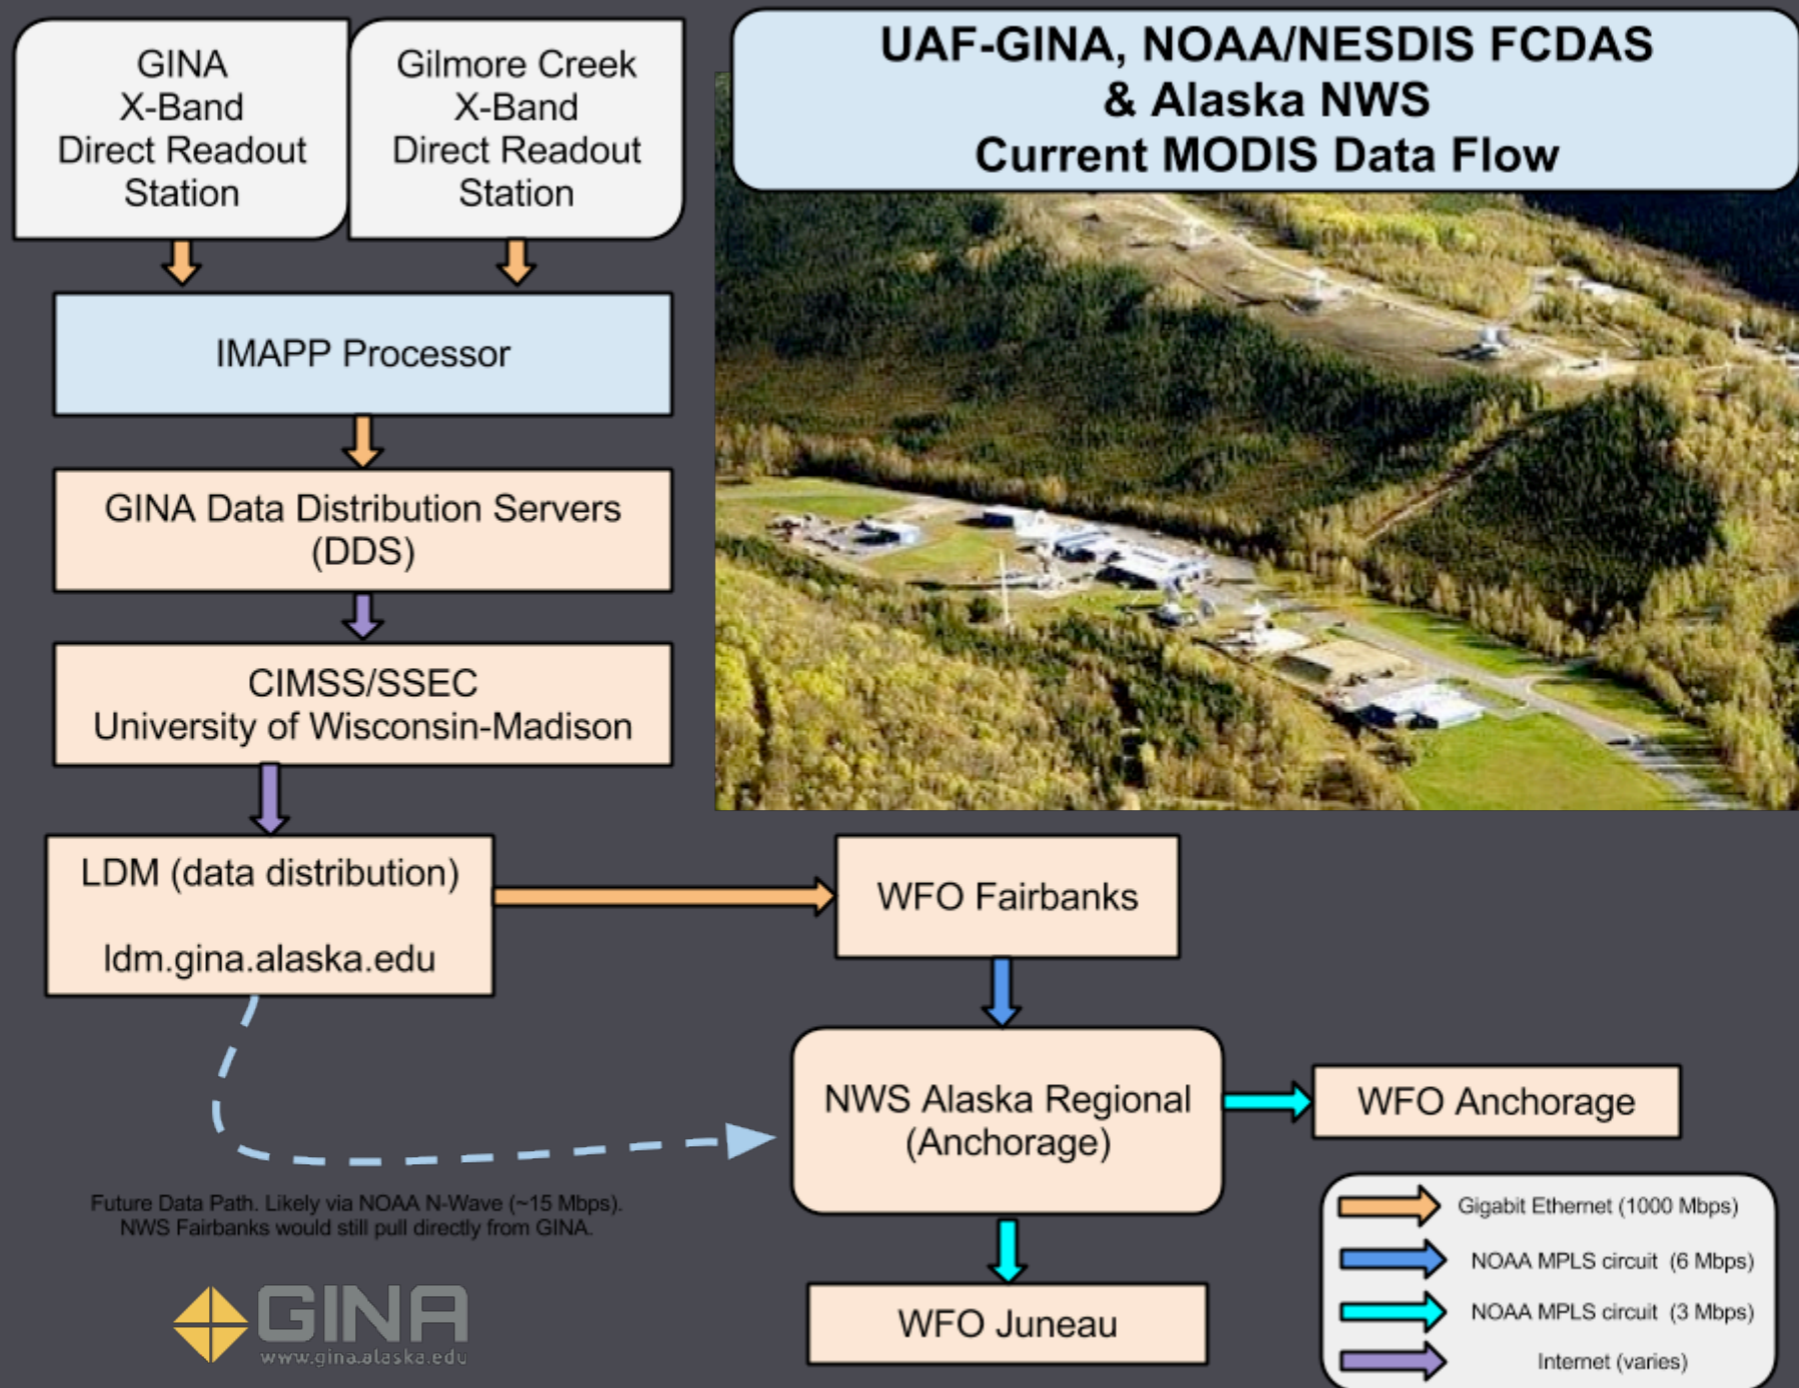 GINA
X-Band
Direct Readout
Station
Gilmore Creek
X-Band
Direct Readout
Station
UAF-GINA, NOAA/NESDIS FCDAS
& Alaska NWS
Current MODIS Data Flow
IMAPP Processor
GINA Data Distribution Servers
(DDS)
CIMSS/SSEC
University of Wisconsin-Madison
LDM (data distribution)
ldm.gina.alaska.edu
WFO Fairbanks
NWS Alaska Regional
(Anchorage)
WFO Anchorage
WFO Juneau
Future Data Path. Likely via NOAA N-Wave (~15 Mbps).
NWS Fairbanks would still pull directly from GINA.
Gigabit Ethernet (1000 Mbps)
NOAA MPLS circuit (6 Mbps)
NOAA MPLS circuit (3 Mbps)
Internet (varies)
GINA
www.gina.alaska.edu